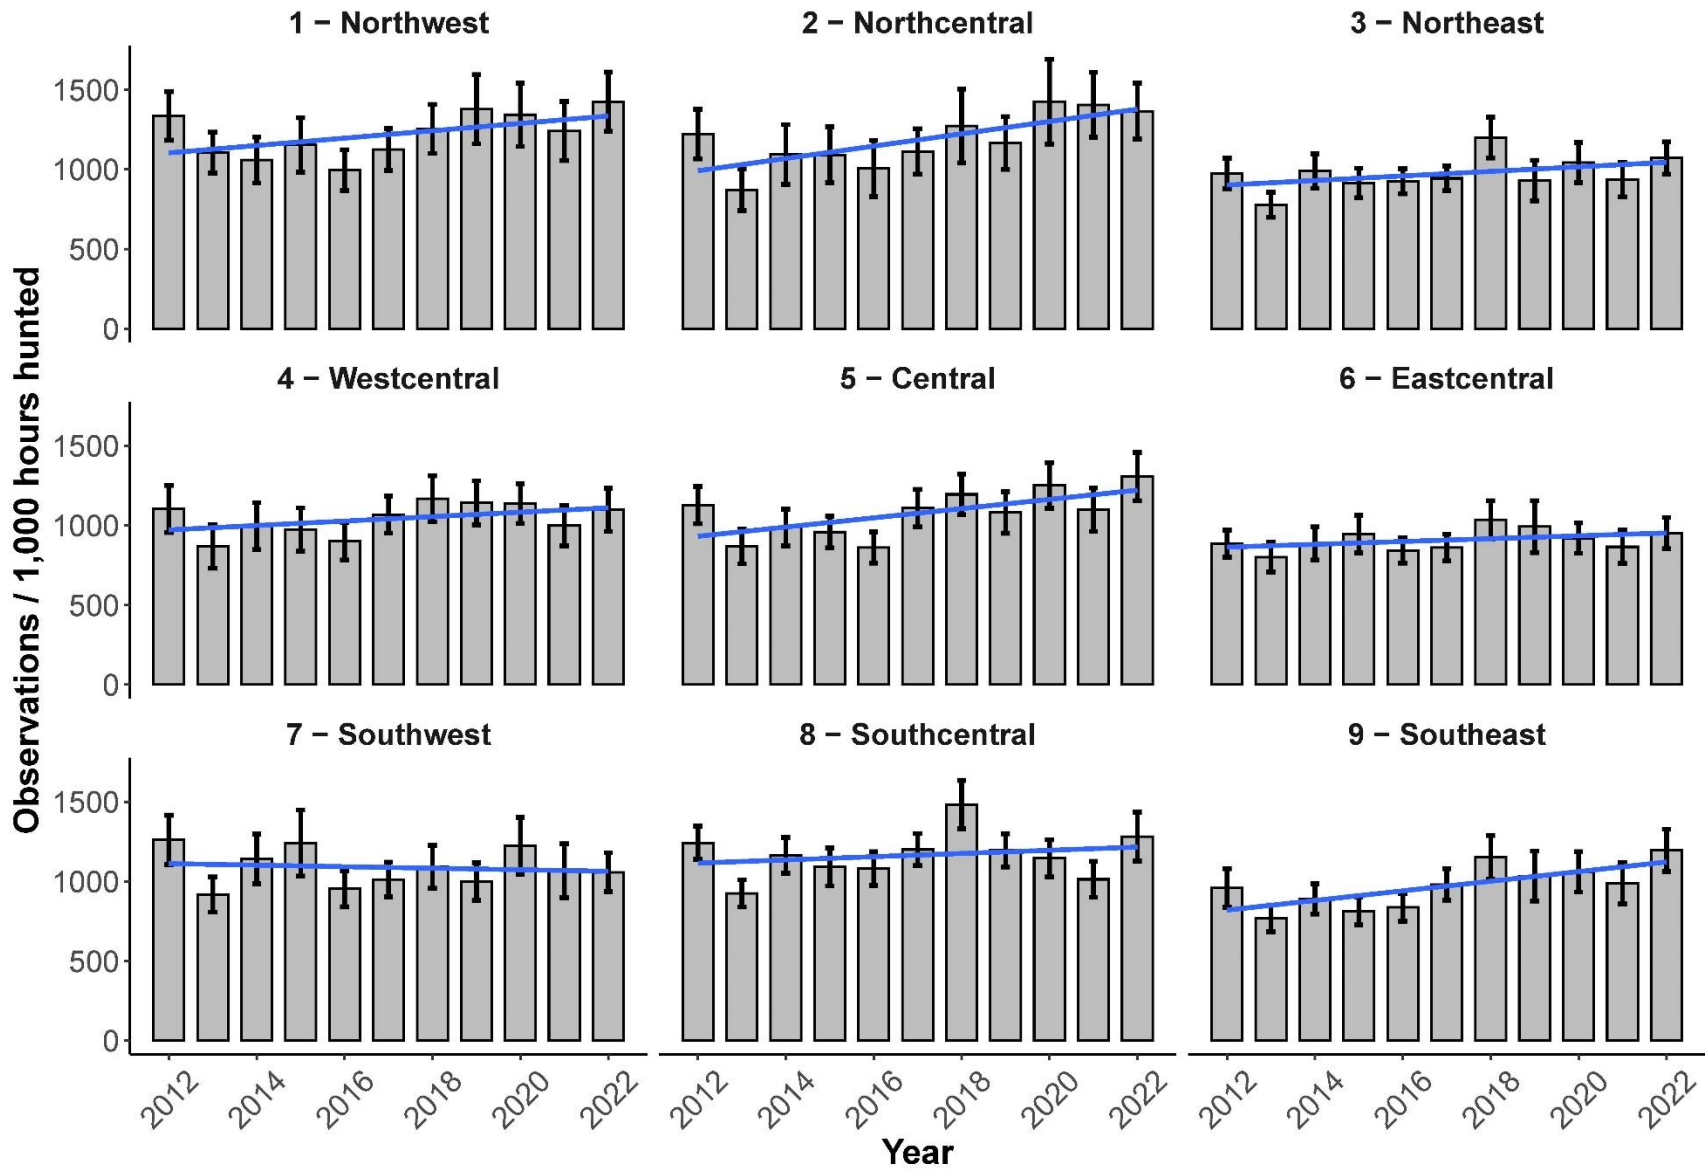 1 − Northwest
2 − Northcentral
3 − Northeast
1500
1000
500
0
4 − Westcentral
5 − Central
6 − Eastcentral
1500
1000
500
0
7 − Southwest
8 − Southcentral
9 − Southeast
1500
1000
500
0
Observations / 1,000 hours hunted
2012 2014 2016 2018 2020 2022
2012 2014 2016 2018 2020 2022
2012 2014 2016 2018 2020 2022
Year